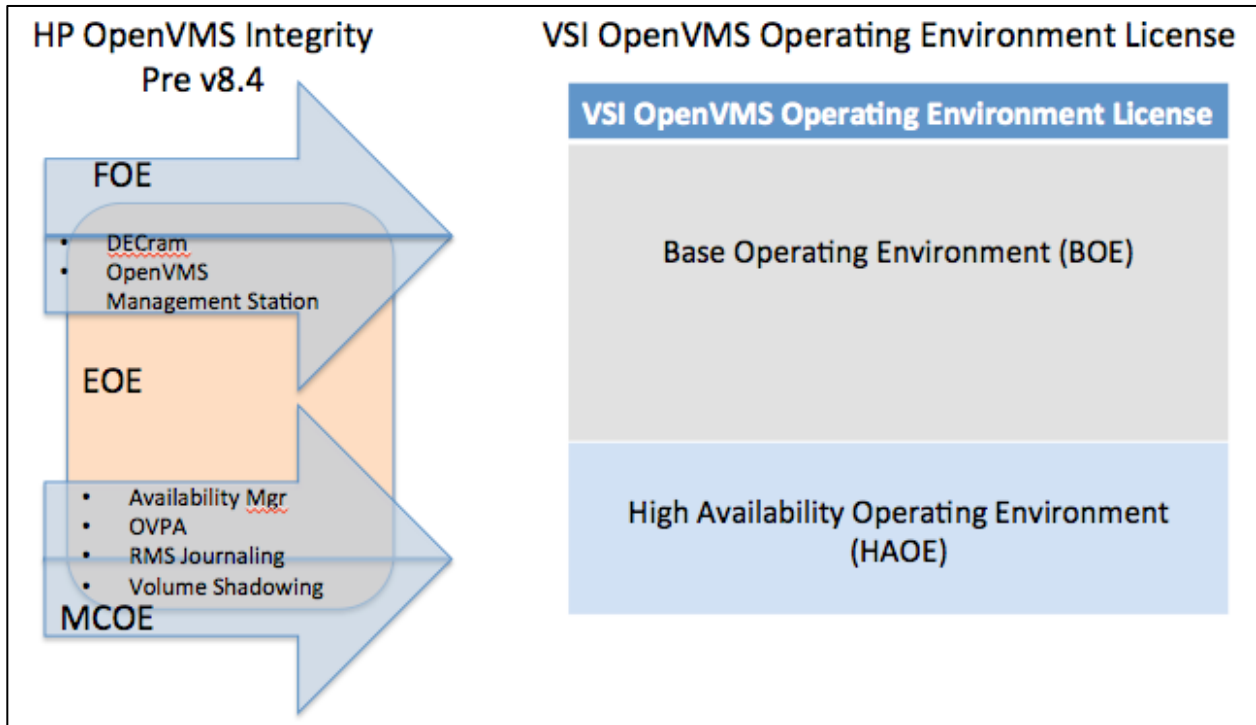 HP OpenVMS Integrity
Pre v8.4
FOE
• DECram
• OpenVMS
Management Station
EOE
• Availability Mgr
• OVPA
• RMS Journaling
• Volume Shadowing
MCOE
VSI OpenVMS Operating Environment License
VSI OpenVMS Operating Environment License
Base Operating Environment (BOE)
High Availability Operating Environment
(HAOE)